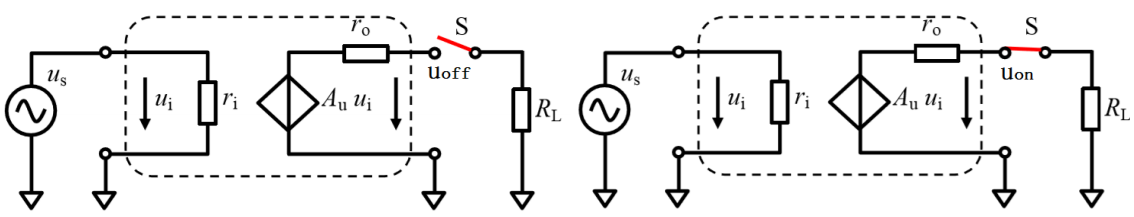 u_s
u_i
r_i
A_u u_i
r_o
u_off
S
R_L
u_s
u_i
r_i
A_u u_i
r_o
u_on
S
R_L